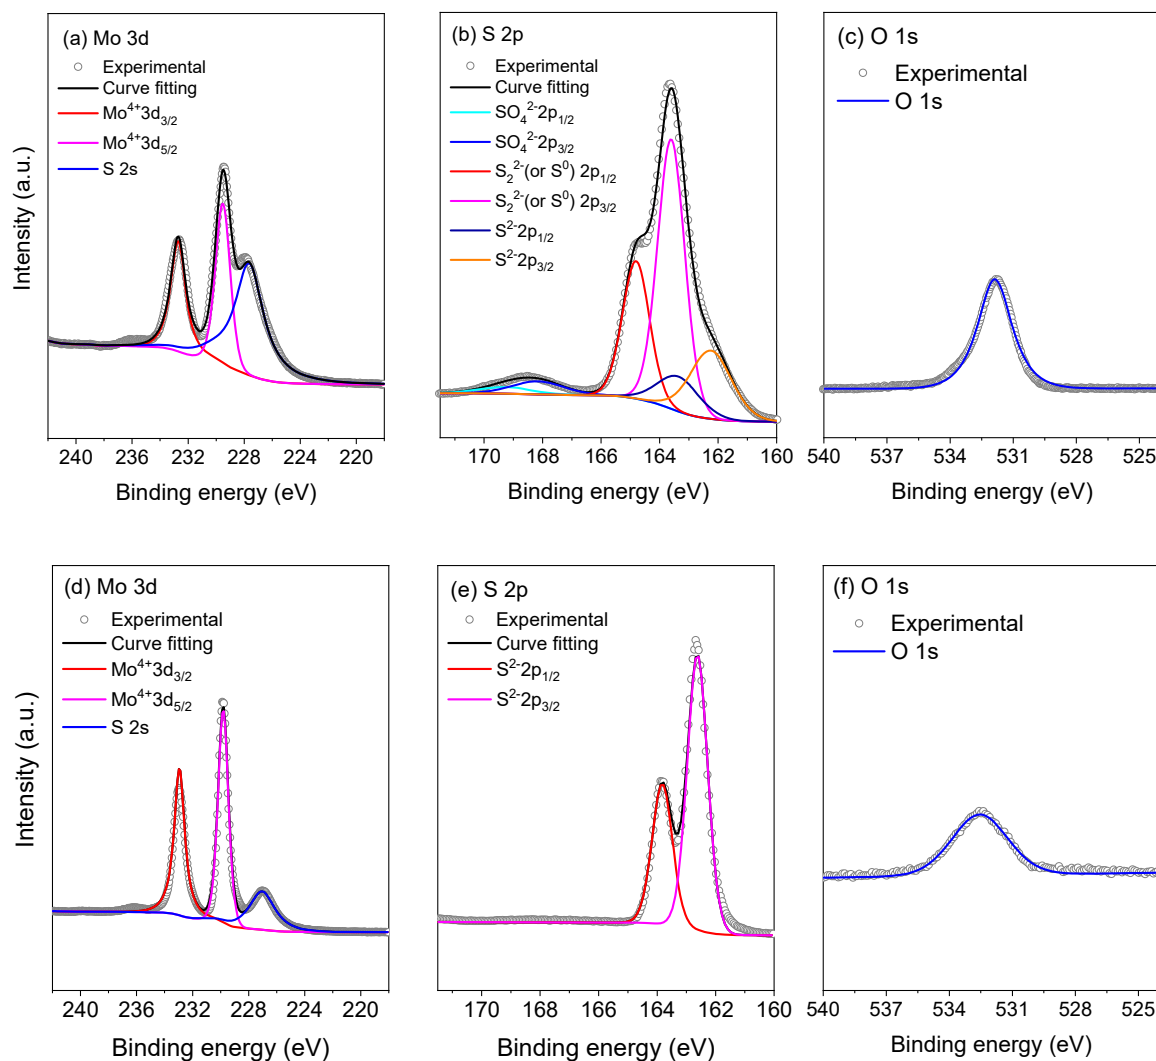 (a) Mo 3d
Experimental
Curve fitting
Mo⁴⁺3d₃/₂
Mo⁴⁺3d₅/₂
S 2s
Intensity (a.u.)
240 236 232 228 224 220
Binding energy (eV)
(b) S 2p
Experimental
Curve fitting
SO₄²⁻2p₁/₂
SO₄²⁻2p₃/₂
S₂²⁻(or S⁰) 2p₁/₂
S₂²⁻(or S⁰) 2p₃/₂
S²⁻2p₁/₂
S²⁻2p₃/₂
170 168 166 164 162 160
Binding energy (eV)
(c) O 1s
Experimental
O 1s
540 537 534 531 528 525
Binding energy (eV)
(d) Mo 3d
Experimental
Curve fitting
Mo⁴⁺3d₃/₂
Mo⁴⁺3d₅/₂
S 2s
Intensity (a.u.)
240 236 232 228 224 220
Binding energy (eV)
(e) S 2p
Experimental
Curve fitting
S²⁻2p₁/₂
S²⁻2p₃/₂
170 168 166 164 162 160
Binding energy (eV)
(f) O 1s
Experimental
O 1s
540 537 534 531 528 525
Binding energy (eV)